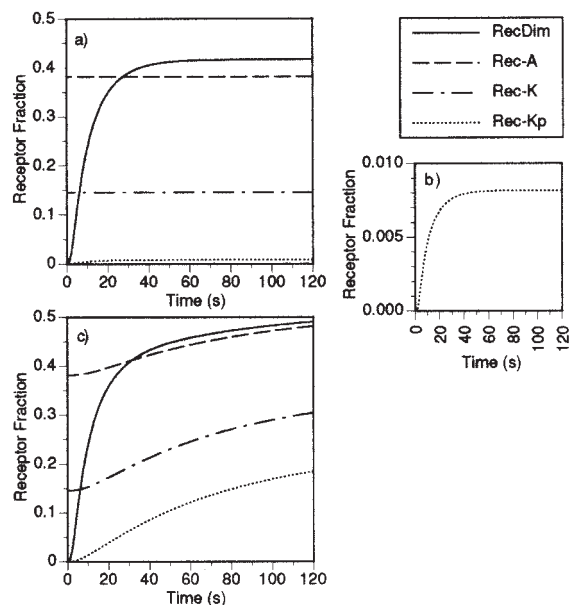 a)
Receptor Fraction
0.5
0.4
0.3
0.2
0.1
0
0 20 40 60 80 100 120
Time (s)
RecDim
Rec-A
Rec-K
Rec-Kp
b)
Receptor Fraction
0.010
0.005
0.000
0 20 40 60 80 100 120
Time (s)
c)
Receptor Fraction
0.5
0.4
0.3
0.2
0.1
0
0 20 40 60 80 100 120
Time (s)